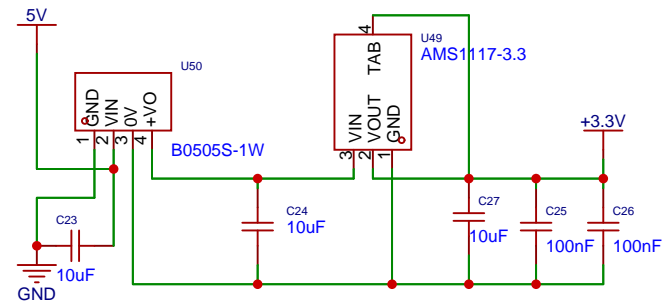 5V
U50
GND
VIN
0V
+VO
1
2
3
4
B0505S-1W
C23
10uF
GND
C24
10uF
4
U49
TAB
AMS1117-3.3
VIN
VOUT
GND
3
2
1
+3.3V
C27
10uF
C25
100nF
C26
100nF